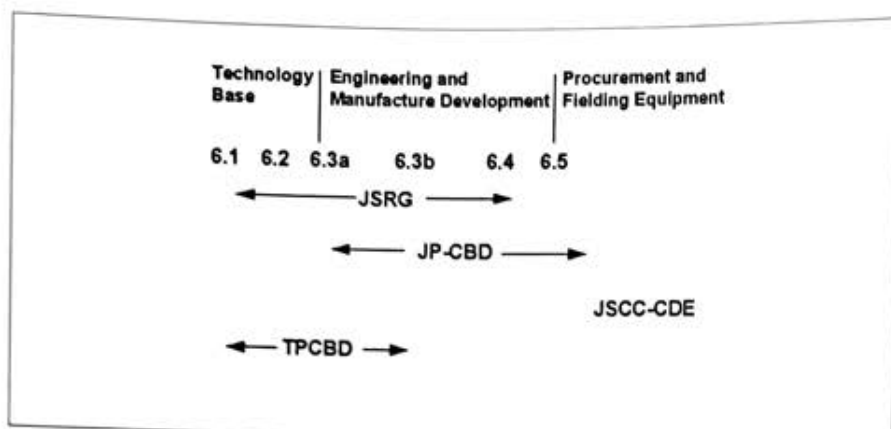 Technology Base
Engineering and Manufacture Development
Procurement and Fielding Equipment
6.1 6.2 6.3a 6.3b 6.4 6.5
JSRG
JP-CBD
JSCC-CDE
TPCBD